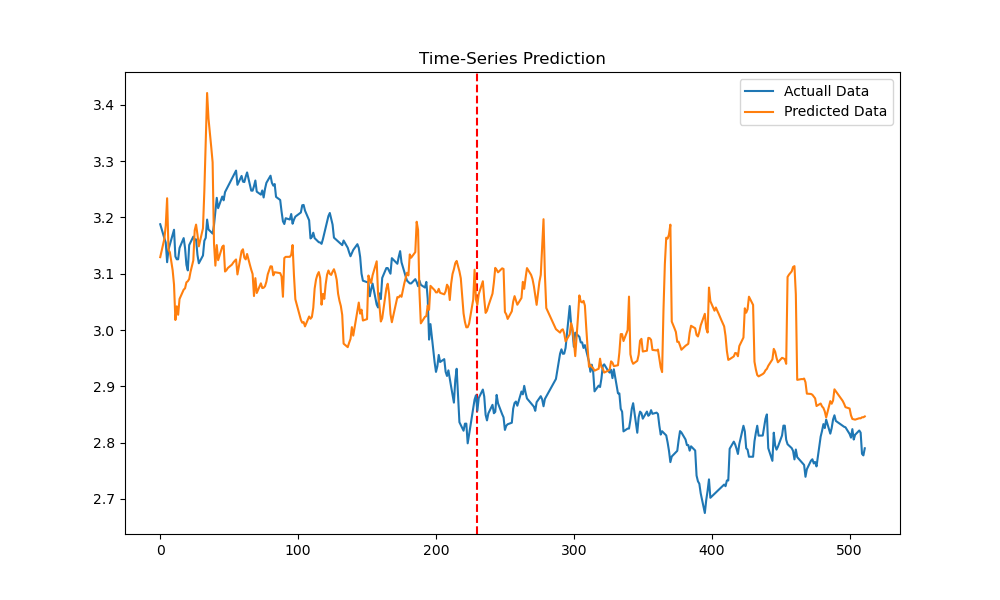 Time-Series Prediction
Actuall Data
Predicted Data
3.4
3.3
3.2
3.1
3.0
2.9
2.8
2.7
0 100 200 300 400 500